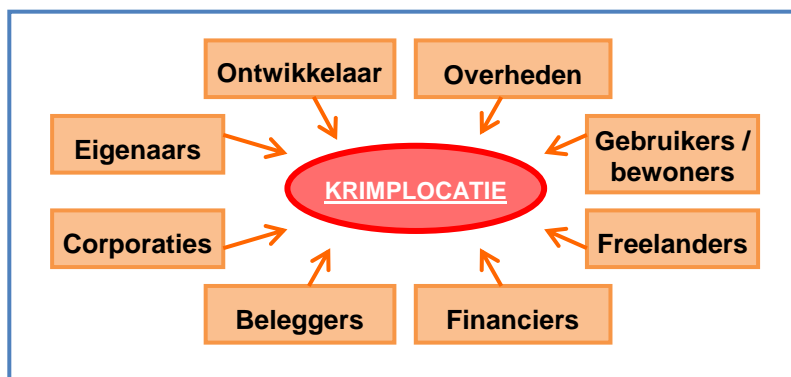 Ontwikkelaar
Overheden
Eigenaars
Gebruikers /
bewoners
KRIMPLOCATIE
Corporaties
Freelanders
Beleggers
Financiers